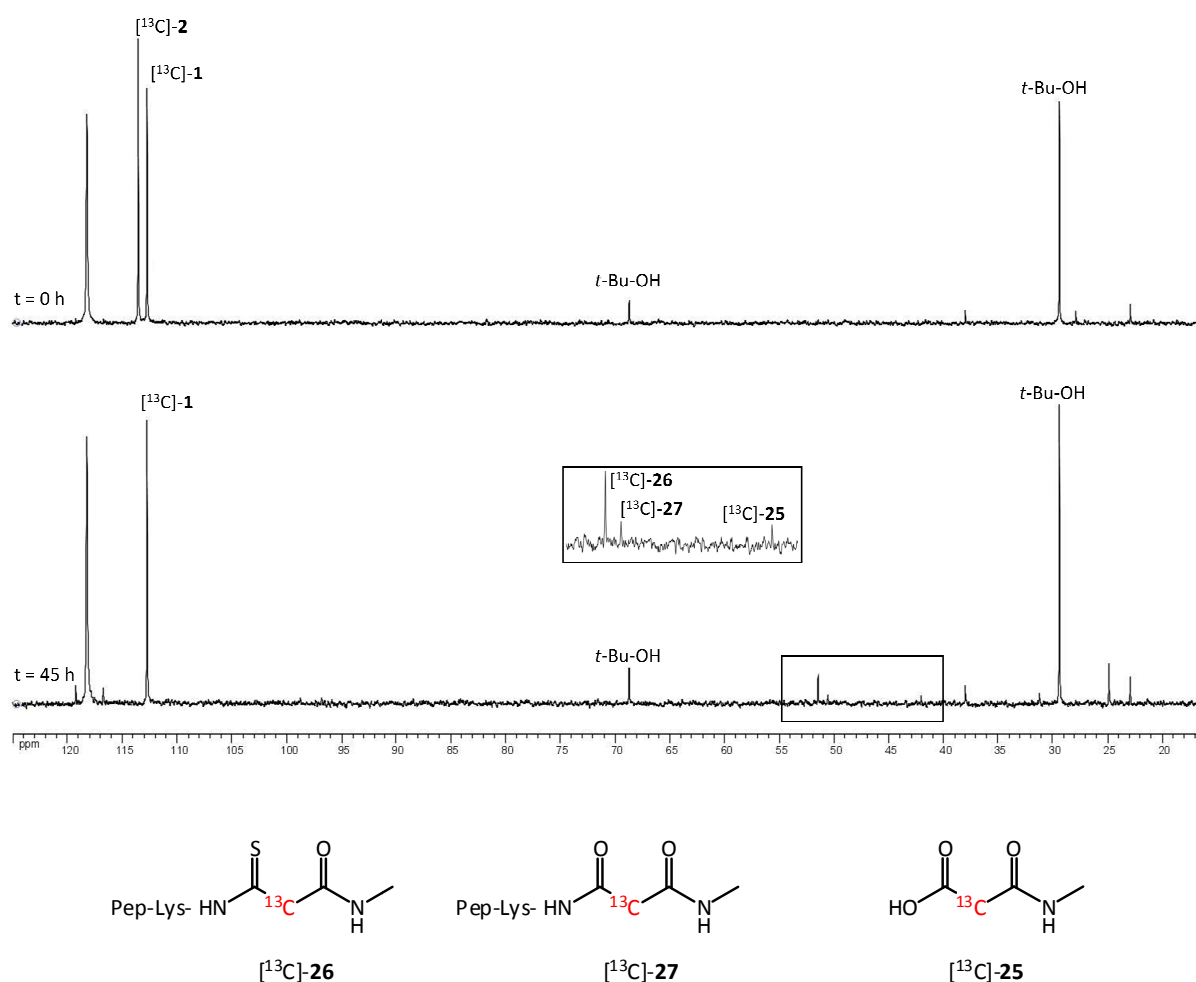 [¹³C]-2
[¹³C]-1
t-Bu-OH
t-Bu-OH
t = 0 h
[¹³C]-1
t-Bu-OH
[¹³C]-26
[¹³C]-27
[¹³C]-25
t-Bu-OH
t = 45 h
ppm 120 115 110 105 100 95 90 85 80 75 70 65 60 55 50 45 40 35 30 25 20
S O O O O O
Pep-Lys- HN ¹³C N H
Pep-Lys- HN ¹³C N H
HO ¹³C N H
[¹³C]-26
[¹³C]-27
[¹³C]-25